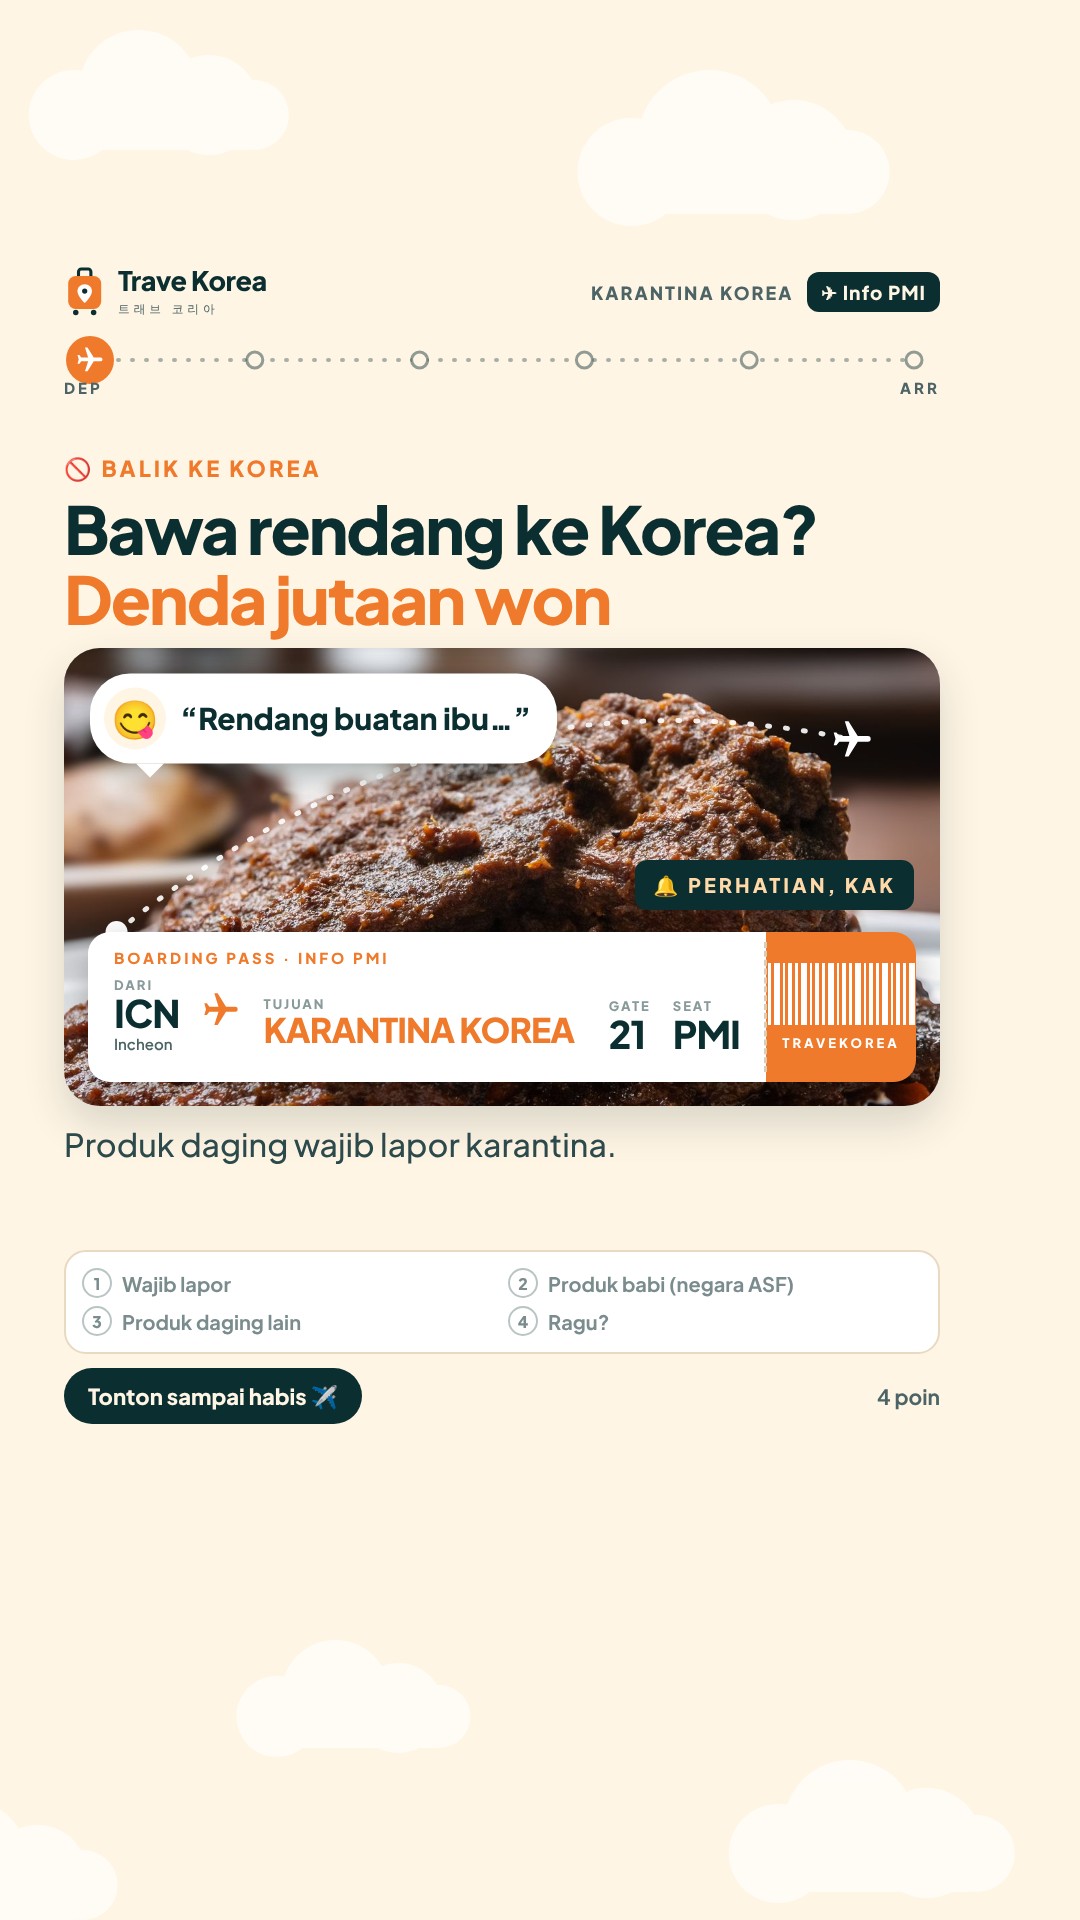 Trave Korea
트래브 코리아
KARANTINA KOREA
✈ Info PMI
DEP
ARR
🚫 BALIK KE KOREA
Bawa rendang ke Korea?
Denda jutaan won
😋 “Rendang buatan ibu…”
🔔 PERHATIAN, KAK
BOARDING PASS · INFO PMI
DARI
ICN
Incheon
TUJUAN
KARANTINA KOREA
GATE
21
SEAT
PMI
TRAVEKOREA
Produk daging wajib lapor karantina.
1 Wajib lapor
2 Produk babi (negara ASF)
3 Produk daging lain
4 Ragu?
Tonton sampai habis ✈️
4 poin